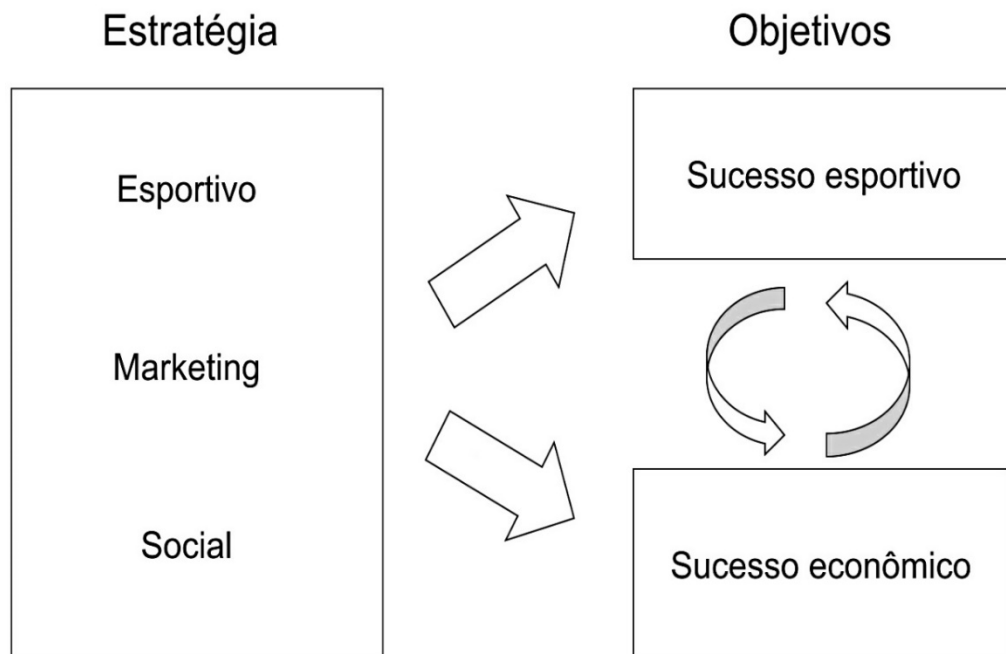 Estratégia
Objetivos
Esportivo
Marketing
Social
Sucesso esportivo
Sucesso econômico